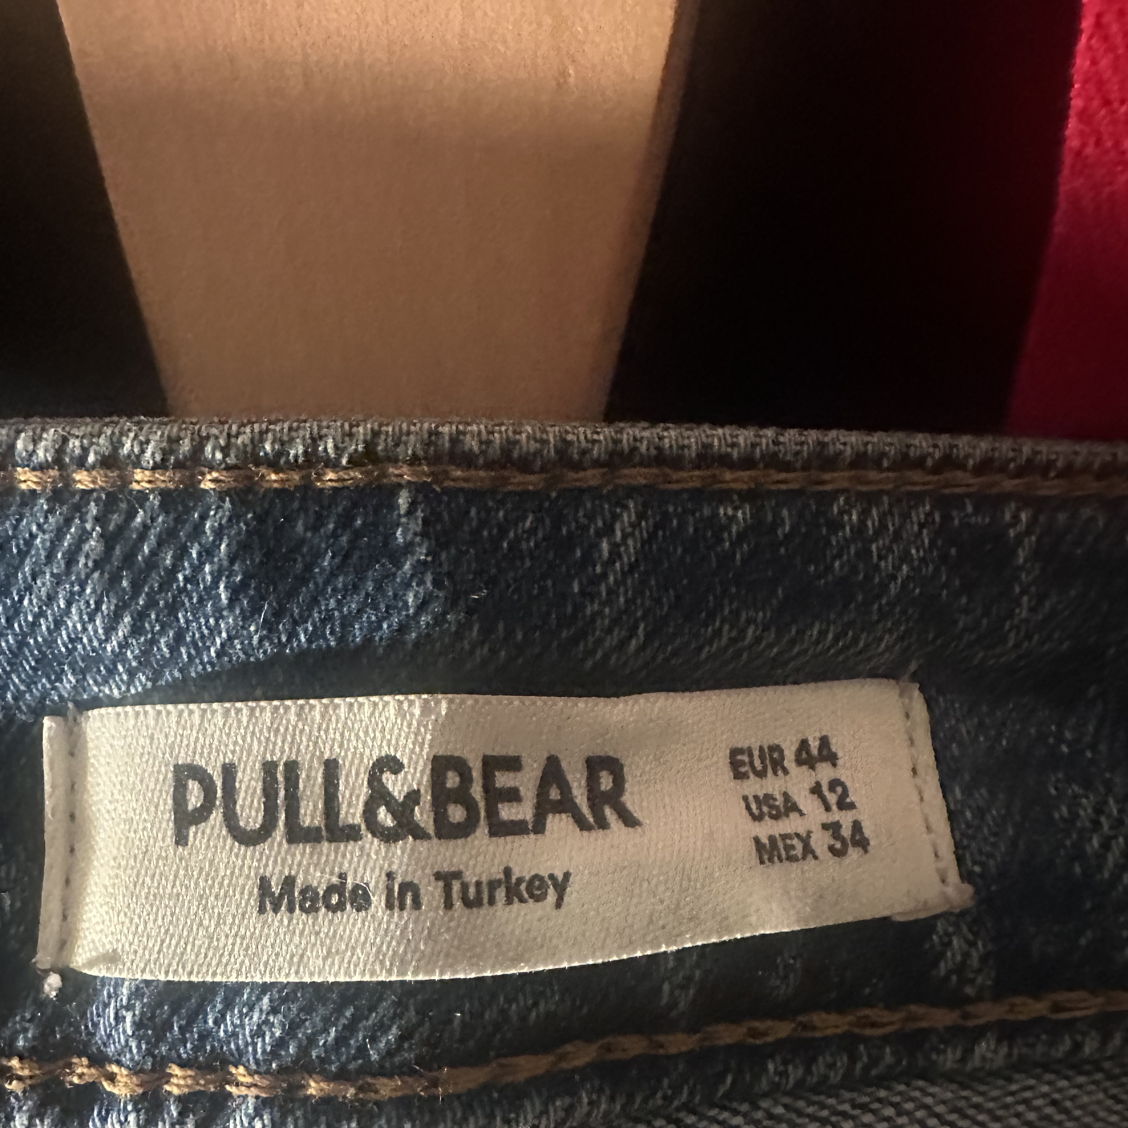 PULL&BEAR
Made in Turkey
EUR 44
USA 12
MEX 34